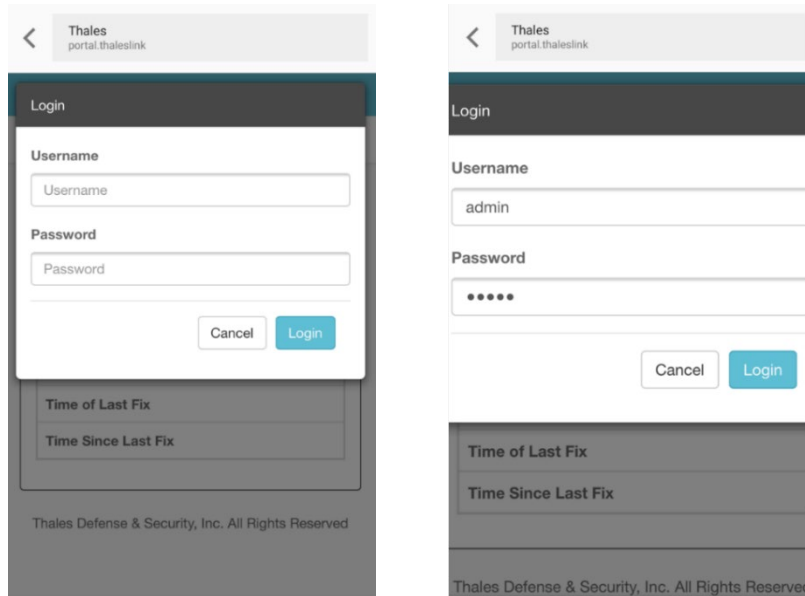 Thales
portal.thaleslink
Login
Username
Username
Password
Password
Cancel
Login
Time of Last Fix
Time Since Last Fix
Thales Defense & Security, Inc. All Rights Reserved
Thales
portal.thaleslink
Login
Username
admin
Password
•••••
Cancel
Login
Time of Last Fix
Time Since Last Fix
Thales Defense & Security, Inc. All Rights Reserved